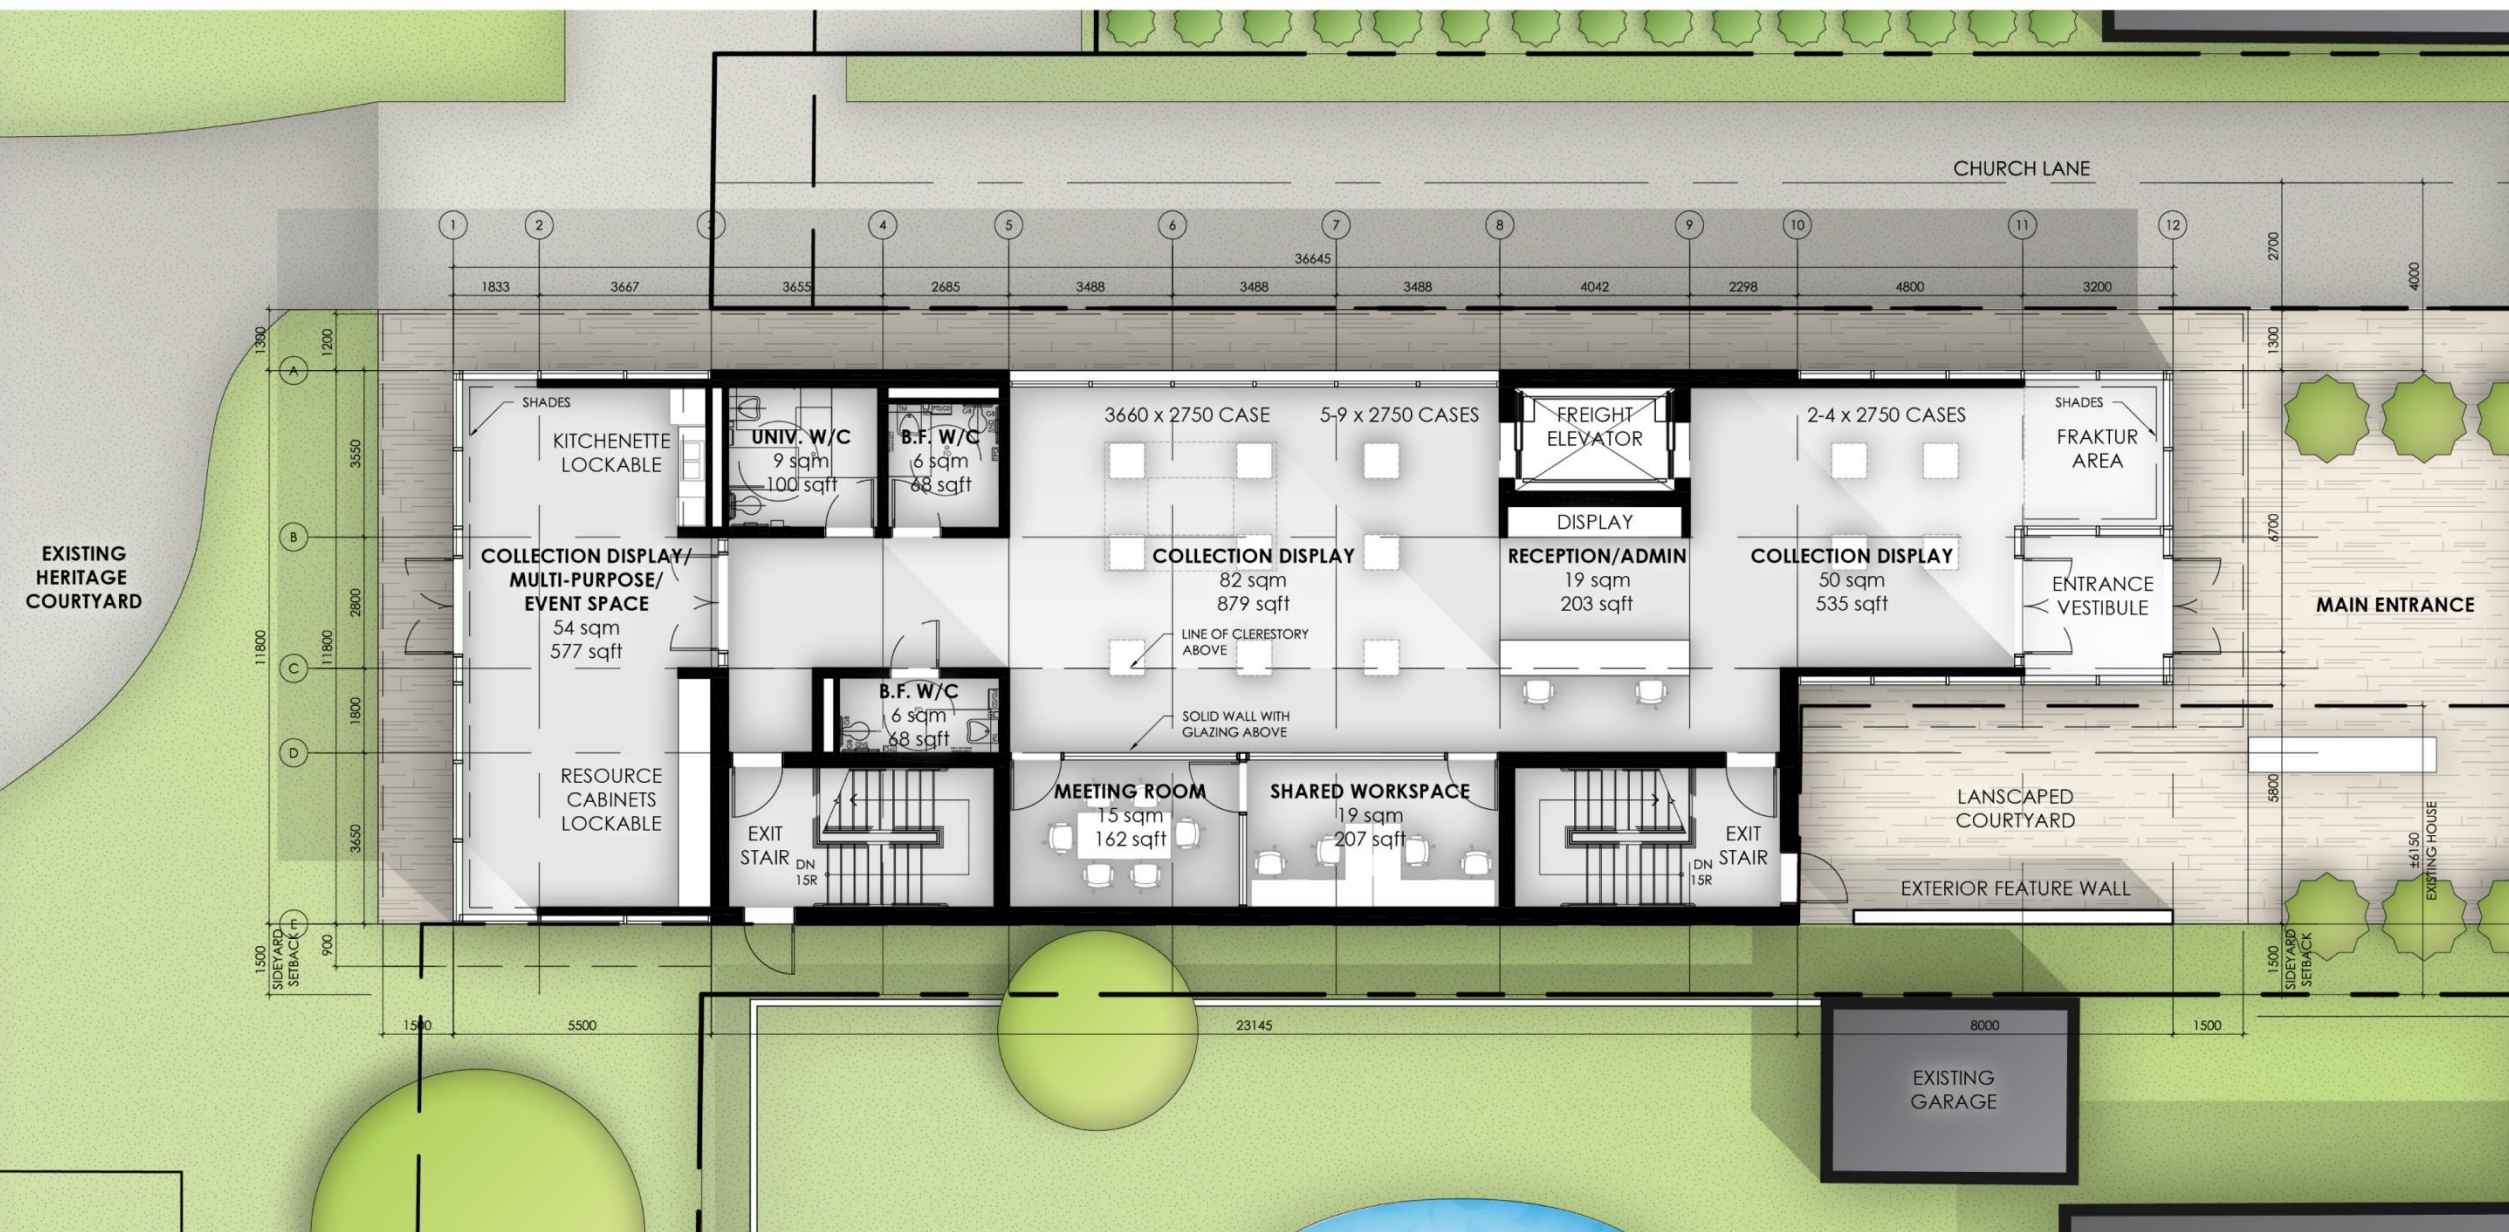 CHURCH LANE
1
2
3
4
5
6
7
8
9
10
11
12
36645
1833
3667
3655
2685
3488
3488
3488
4042
2298
4800
3200
2700
4000
1300
1200
1300
A
B
C
D
E
3550
2800
1800
3650
11800
11800
6700
5800
SHADES
KITCHENETTE
LOCKABLE
UNIV. W/C
9 sqm
100 sqft
B.F. W/C
6 sqm
68 sqft
3660 x 2750 CASE
5-9 x 2750 CASES
FREIGHT
ELEVATOR
2-4 x 2750 CASES
SHADES
FRAKTUR
AREA
DISPLAY
EXISTING
HERITAGE
COURTYARD
COLLECTION DISPLAY/
MULTI-PURPOSE/
EVENT SPACE
54 sqm
577 sqft
COLLECTION DISPLAY
82 sqm
879 sqft
RECEPTION/ADMIN
19 sqm
203 sqft
COLLECTION DISPLAY
50 sqm
535 sqft
ENTRANCE
VESTIBULE
MAIN ENTRANCE
LINE OF CLERESTORY
ABOVE
B.F. W/C
6 sqm
68 sqft
SOLID WALL WITH
GLAZING ABOVE
RESOURCE
CABINETS
LOCKABLE
EXIT
STAIR
DN
15R
MEETING ROOM
15 sqm
162 sqft
SHARED WORKSPACE
19 sqm
207 sqft
DN
15R
EXIT
STAIR
LANSCAPED
COURTYARD
EXTERIOR FEATURE WALL
±6150
EXISTING HOUSE
1500
SIDEYARD
SETBACK
900
1500
SIDEYARD
SETBACK
1500
5500
23145
8000
1500
EXISTING
GARAGE